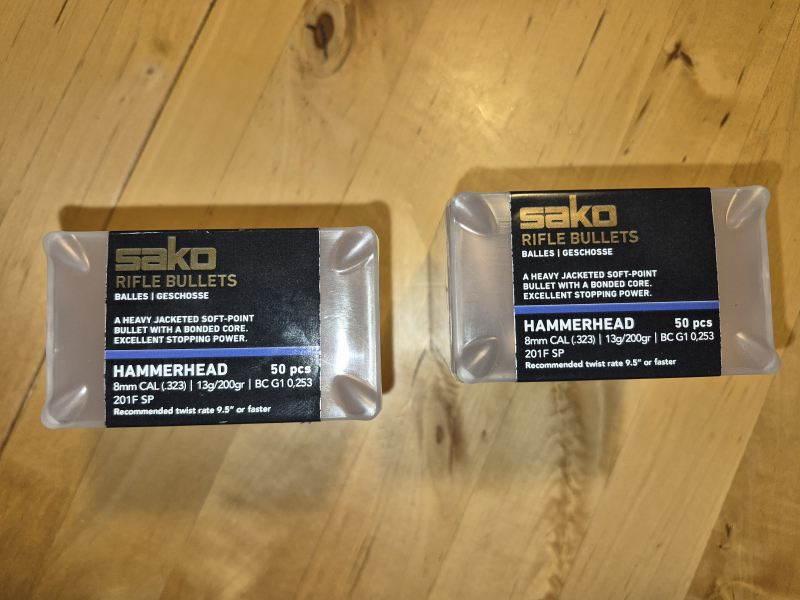 sako
RIFLE BULLETS
BALLES | GESCHOSSE
A HEAVY JACKETED SOFT-POINT
BULLET WITH A BONDED CORE.
EXCELLENT STOPPING POWER.
HAMMERHEAD 50 pcs
8mm CAL (.323) | 13g/200gr | BC G1 0,253
201F SP
Recommended twist rate 9.5" or faster
sako
RIFLE BULLETS
BALLES | GESCHOSSE
A HEAVY JACKETED SOFT-POINT
BULLET WITH A BONDED CORE.
EXCELLENT STOPPING POWER.
HAMMERHEAD 50 pcs
8mm CAL (.323) | 13g/200gr | BC G1 0,253
201F SP
Recommended twist rate 9.5" or faster